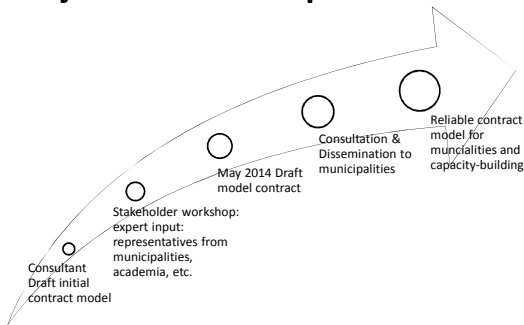 Consultant
Draft initial
contract model
Stakeholder workshop:
expert input:
representatives from
municipalities,
academia, etc.
May 2014 Draft
model contract
Consultation &
Dissemination to
municipalities
Reliable contract
model for
muncialities and
capacity-building